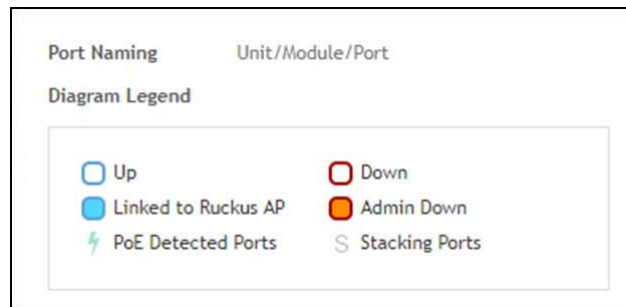 Port Naming Unit/Module/Port
Diagram Legend
Up Down
Linked to Ruckus AP Admin Down
PoE Detected Ports S Stacking Ports